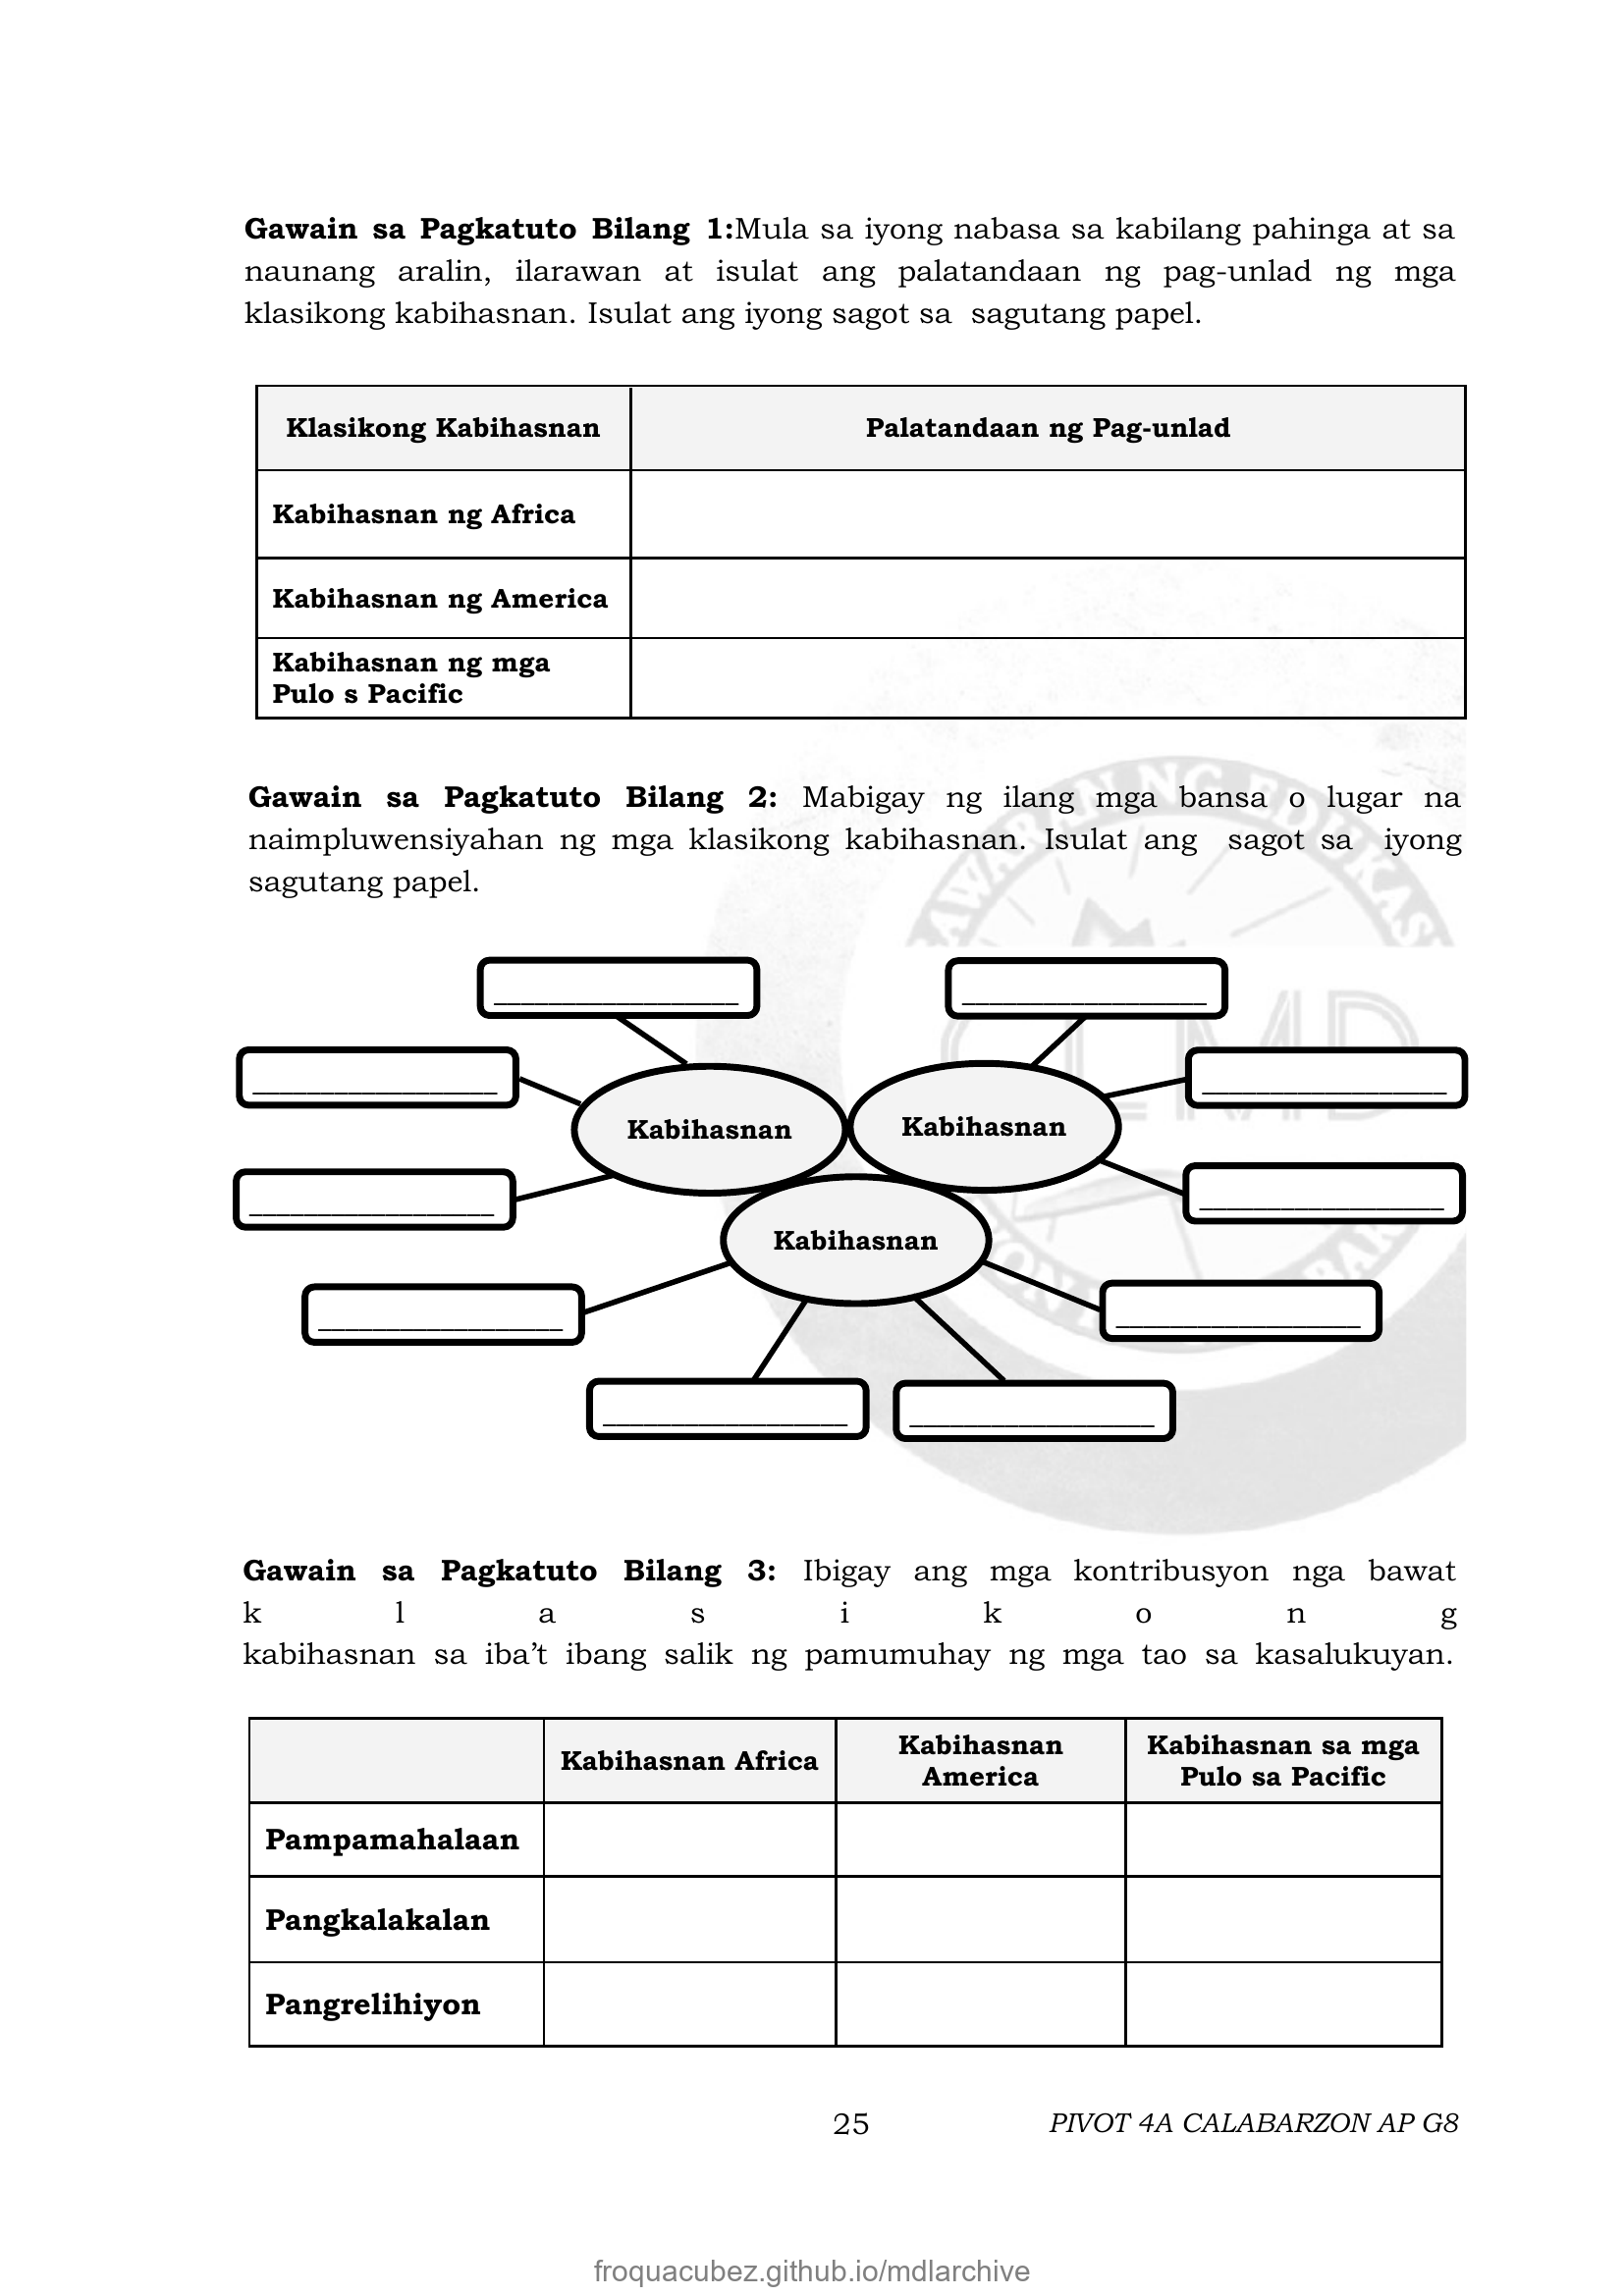 Gawain sa Pagkatuto Bilang 1:Mula sa iyong nabasa sa kabilang pahinga at sa
naunang aralin, ilarawan at isulat ang palatandaan ng pag-unlad ng mga
klasikong kabihasnan. Isulat ang iyong sagot sa sagutang papel.
Klasikong Kabihasnan
Palatandaan ng Pag-unlad
Kabihasnan ng Africa
Kabihasnan ng America
Kabihasnan ng mga
Pulo s Pacific
Gawain sa Pagkatuto Bilang 2: Mabigay ng ilang mga bansa o lugar na
naimpluwensiyahan ng mga klasikong kabihasnan. Isulat ang sagot sa iyong
sagutang papel.
Kabihasnan
Kabihasnan
Kabihasnan
Gawain sa Pagkatuto Bilang 3: Ibigay ang mga kontribusyon nga bawat
k l a s i k o n g
kabihasnan sa iba’t ibang salik ng pamumuhay ng mga tao sa kasalukuyan.
Kabihasnan Africa
Kabihasnan
America
Kabihasnan sa mga
Pulo sa Pacific
Pampamahalaan
Pangkalakalan
Pangrelihiyon
25
PIVOT 4A CALABARZON AP G8
froquacubez.github.io/mdlarchive